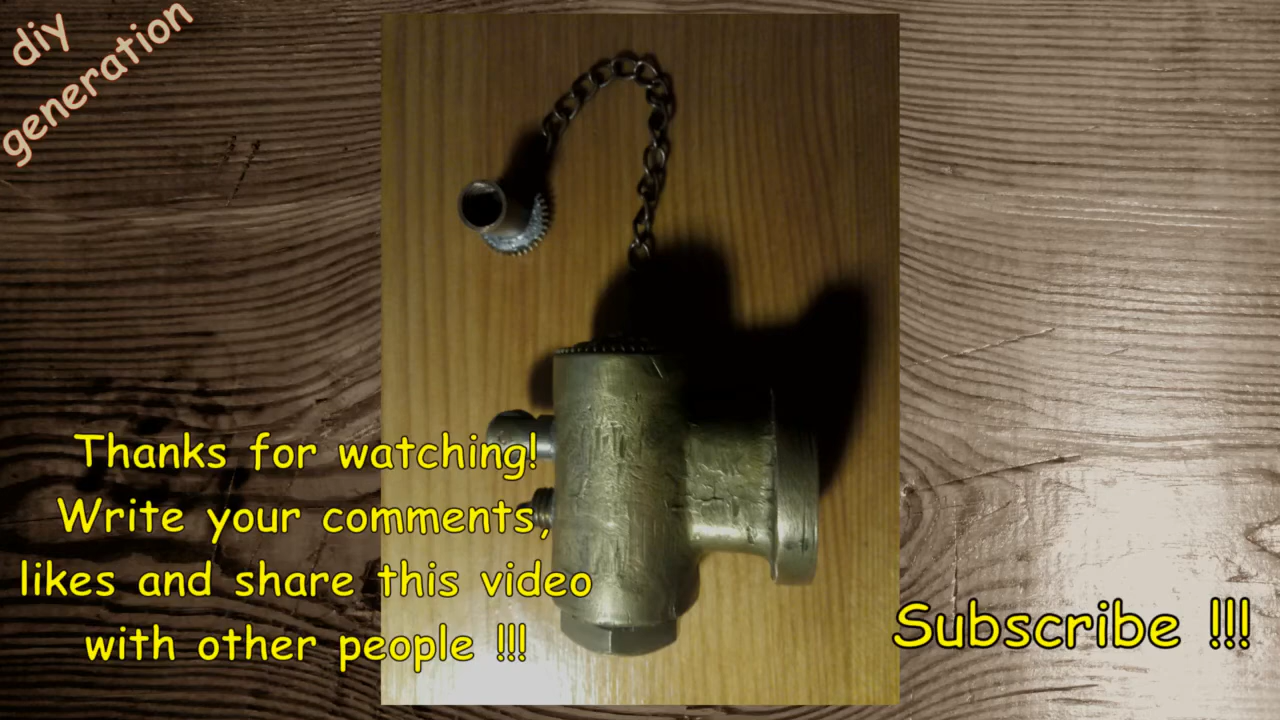 diy
generation
Thanks for watching!
Write your comments,
likes and share this video
with other people !!!
Subscribe !!!